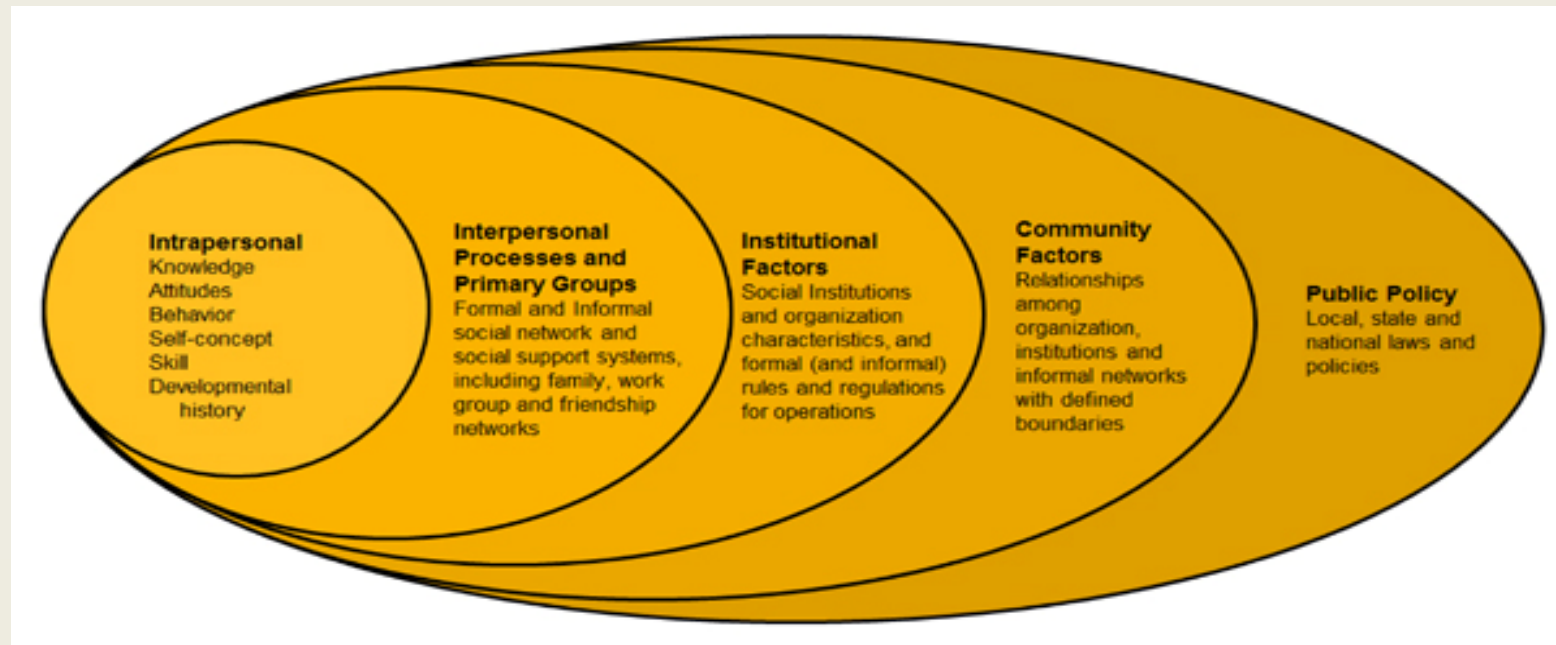 Intrapersonal
Knowledge
Attitudes
Behavior
Self-concept
Skill
Developmental
history
Interpersonal
Processes and
Primary Groups
Formal and Informal
social network and
social support systems,
including family, work
group and friendship
networks
Institutional
Factors
Social Institutions
and organization
characteristics, and
formal (and informal)
rules and regulations
for operations
Community
Factors
Relationships
among
organization,
institutions and
informal networks
with defined
boundaries
Public Policy
Local, state and
national laws and
policies